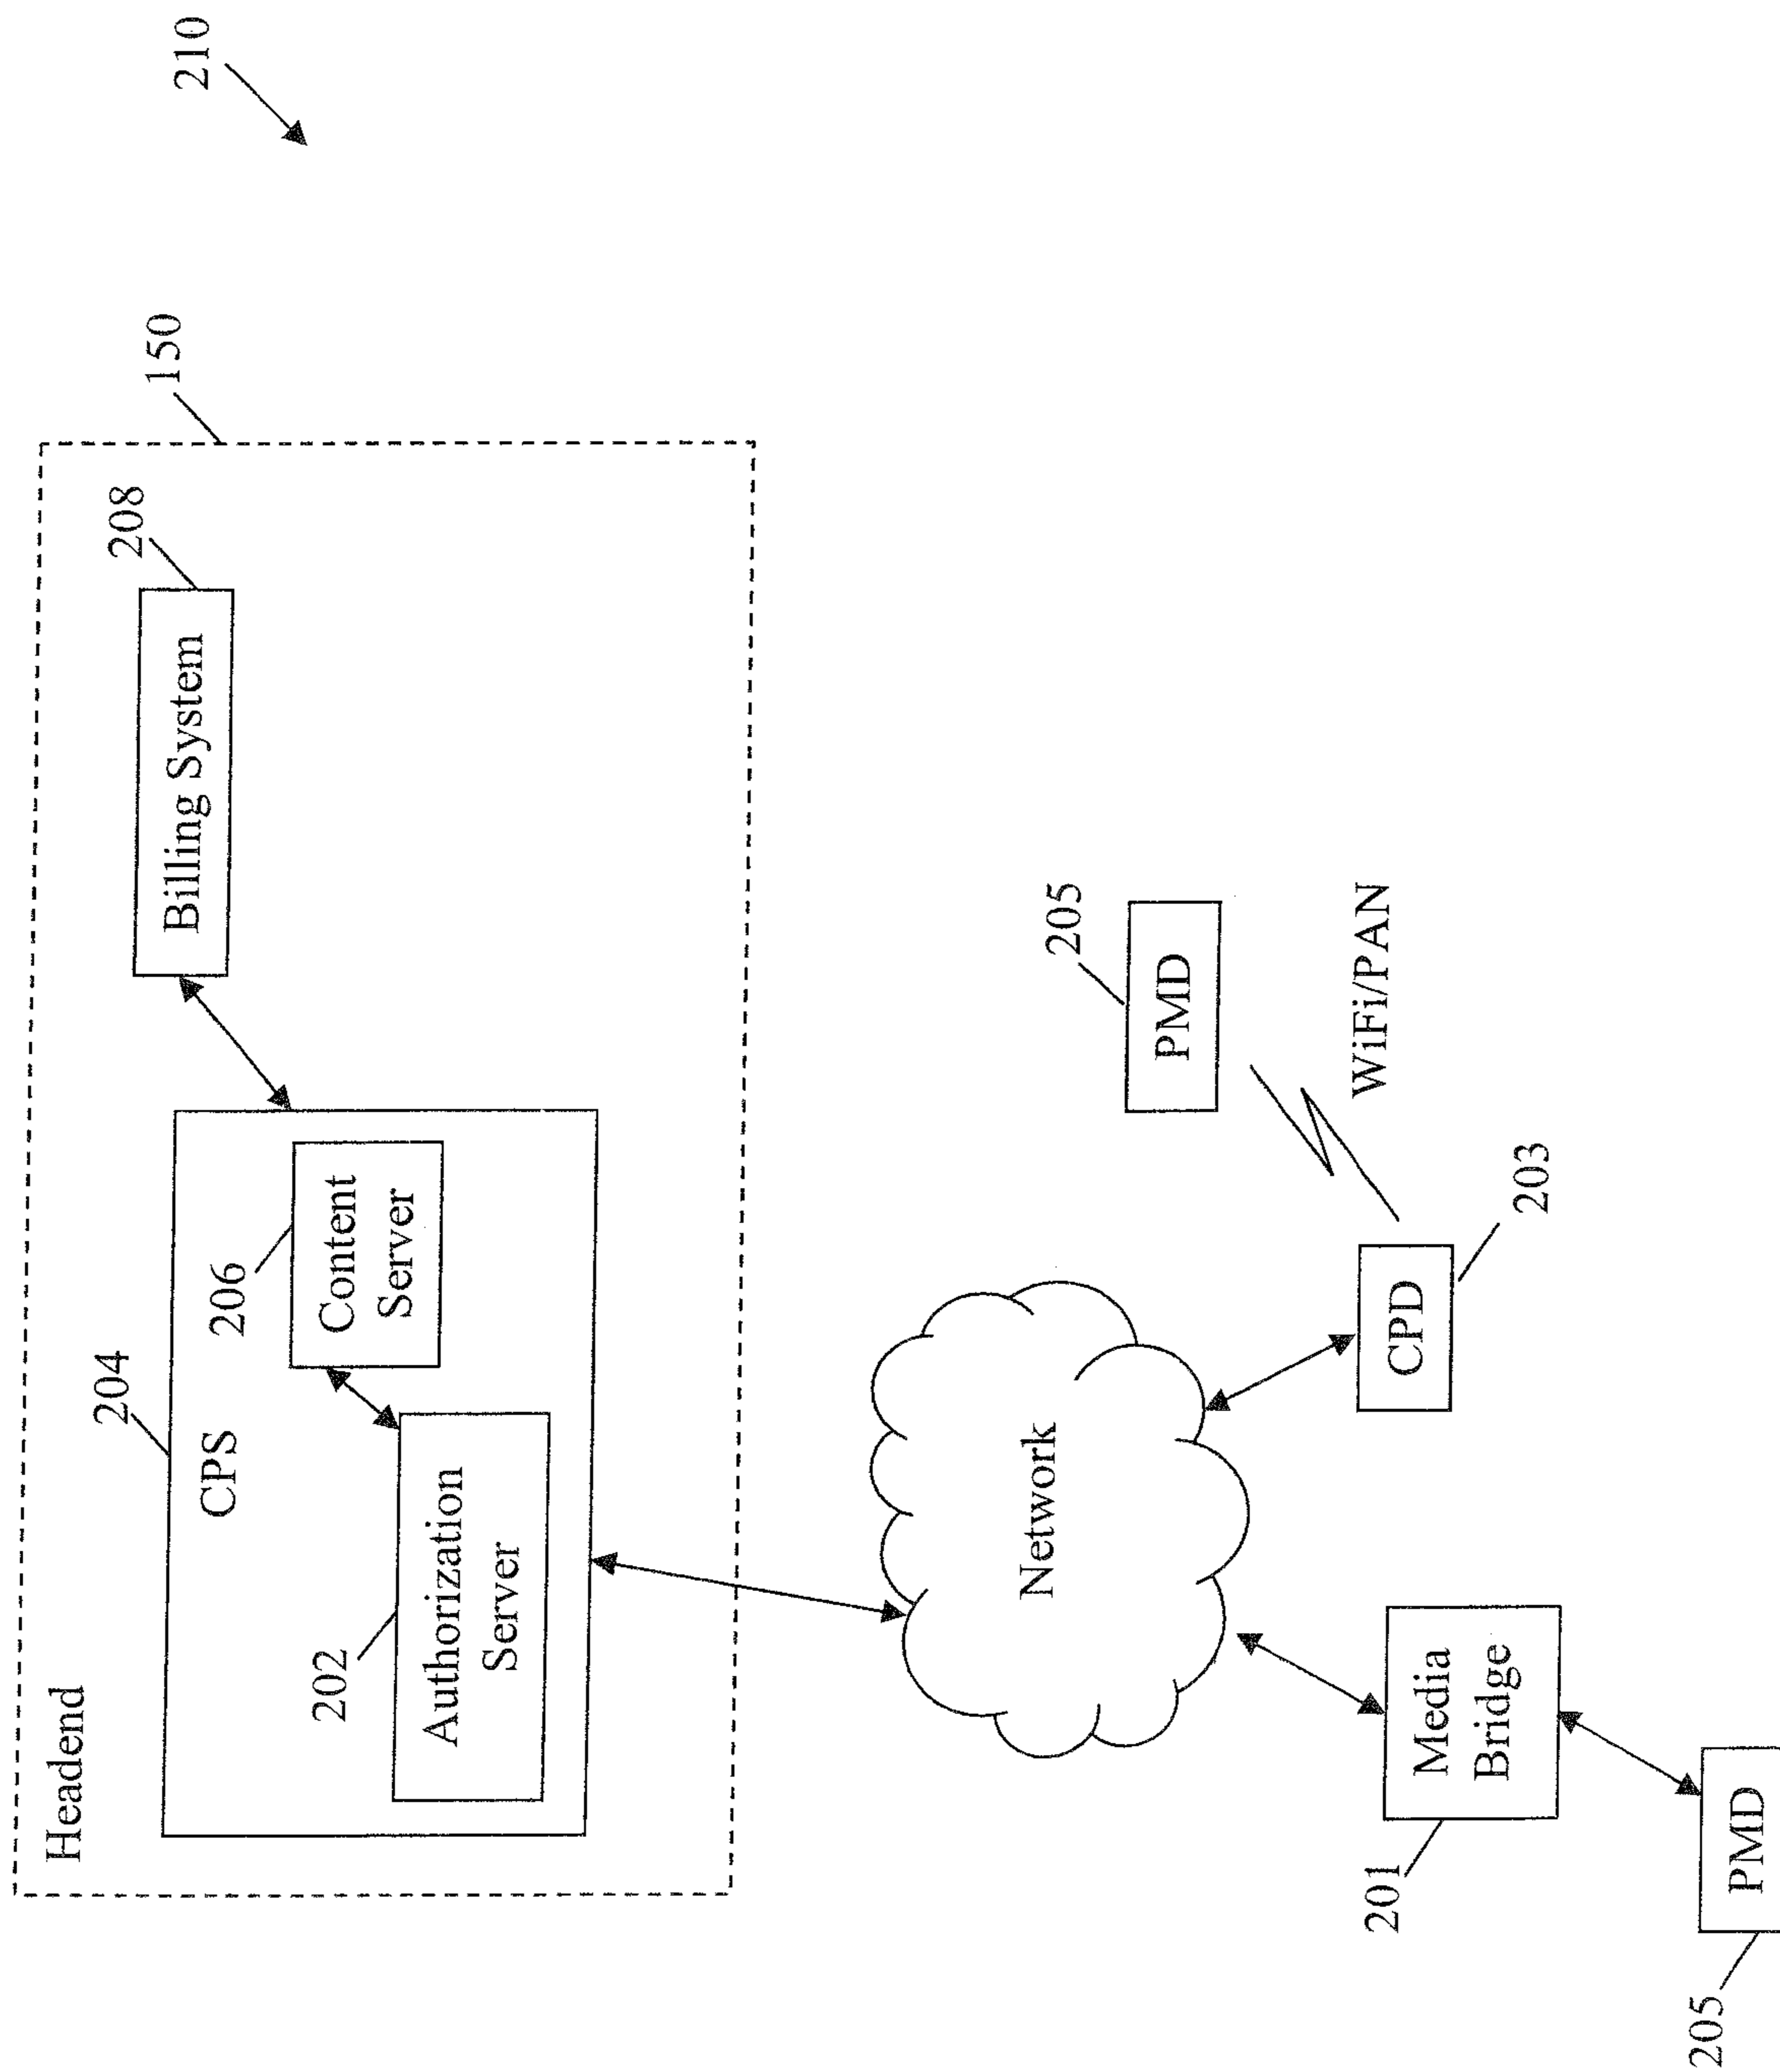 210
150
Headend
204
CPS
208
Billing System
206
Content
Server
202
Authorization
Server
Network
205
PMD
WiFi/PAN
CPD
203
Media
Bridge
201
PMD
205